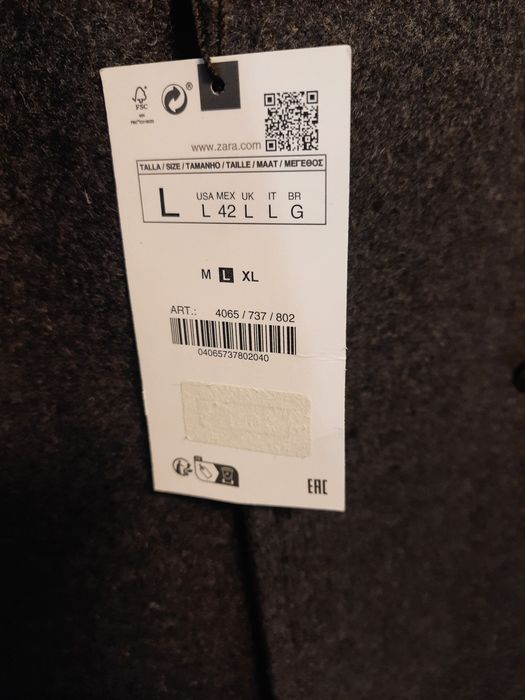 FSC
®
www.zara.com
TALLA / SIZE / TAMANHO / TAILLE / MAAT / ΜΕΓΕΘΟΣ
L
USA MEX UK IT BR
L 42 L L G
M L XL
ART.: 4065 / 737 / 802
04065737802040
EAC